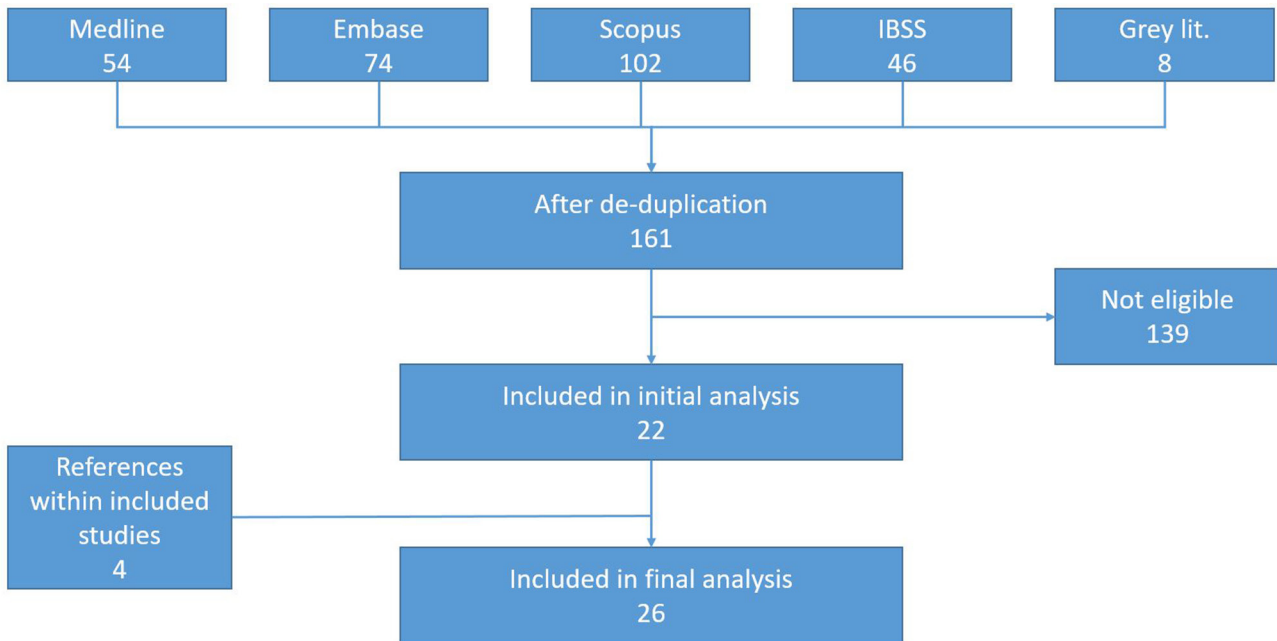 Medline
54
Embase
74
Scopus
102
IBSS
46
Grey lit.
8
After de-duplication
161
Not eligible
139
Included in initial analysis
22
References
within included
studies
4
Included in final analysis
26